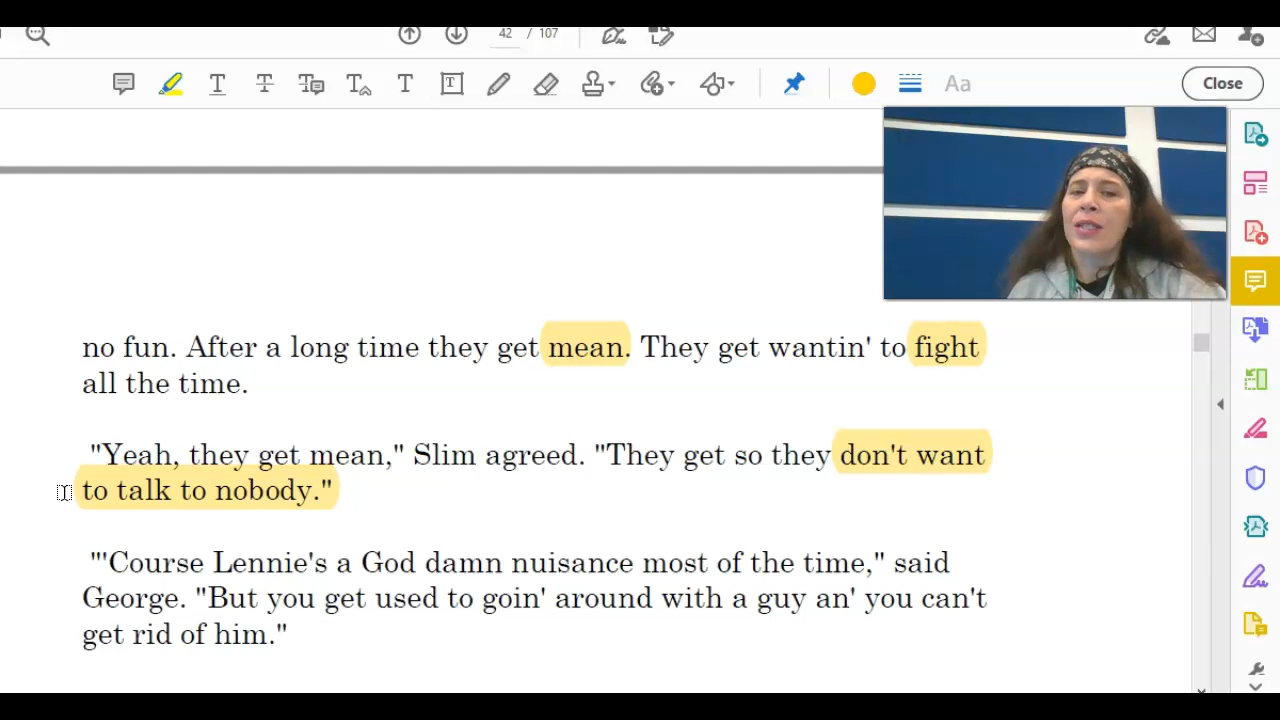 42 / 107
Aa
Close
no fun. After a long time they get mean. They get wantin' to fight
all the time.
"Yeah, they get mean," Slim agreed. "They get so they don't want
to talk to nobody."
"'Course Lennie's a God damn nuisance most of the time," said
George. "But you get used to goin' around with a guy an' you can't
get rid of him."